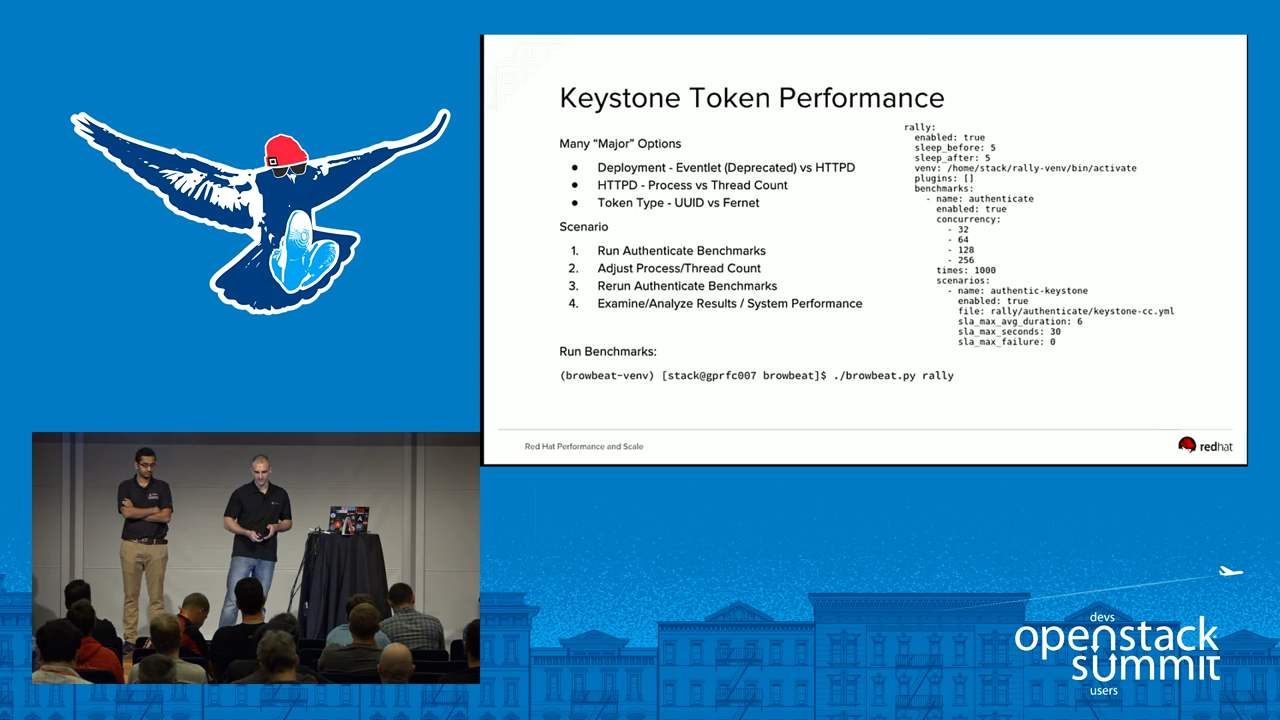 Keystone Token Performance
Many “Major” Options
● Deployment - Eventlet (Deprecated) vs HTTPD
● HTTPD - Process vs Thread Count
● Token Type - UUID vs Fernet
Scenario
1. Run Authenticate Benchmarks
2. Adjust Process/Thread Count
3. Rerun Authenticate Benchmarks
4. Examine/Analyze Results / System Performance
Run Benchmarks:
(browbeat-venv) [stack@gprfc007 browbeat]$ ./browbeat.py rally
rally:
enabled: true
sleep_before: 5
sleep_after: 5
venv: /home/stack/rally-venv/bin/activate
plugins: []
benchmarks:
- name: authenticate
enabled: true
concurrency:
- 32
- 64
- 128
- 256
times: 1000
scenarios:
- name: authentic-keystone
enabled: true
file: rally/authenticate/keystone-cc.yml
sla_max_avg_duration: 6
sla_max_seconds: 30
sla_max_failure: 0
Red Hat Performance and Scale
redhat
devs
openstack
summit
users